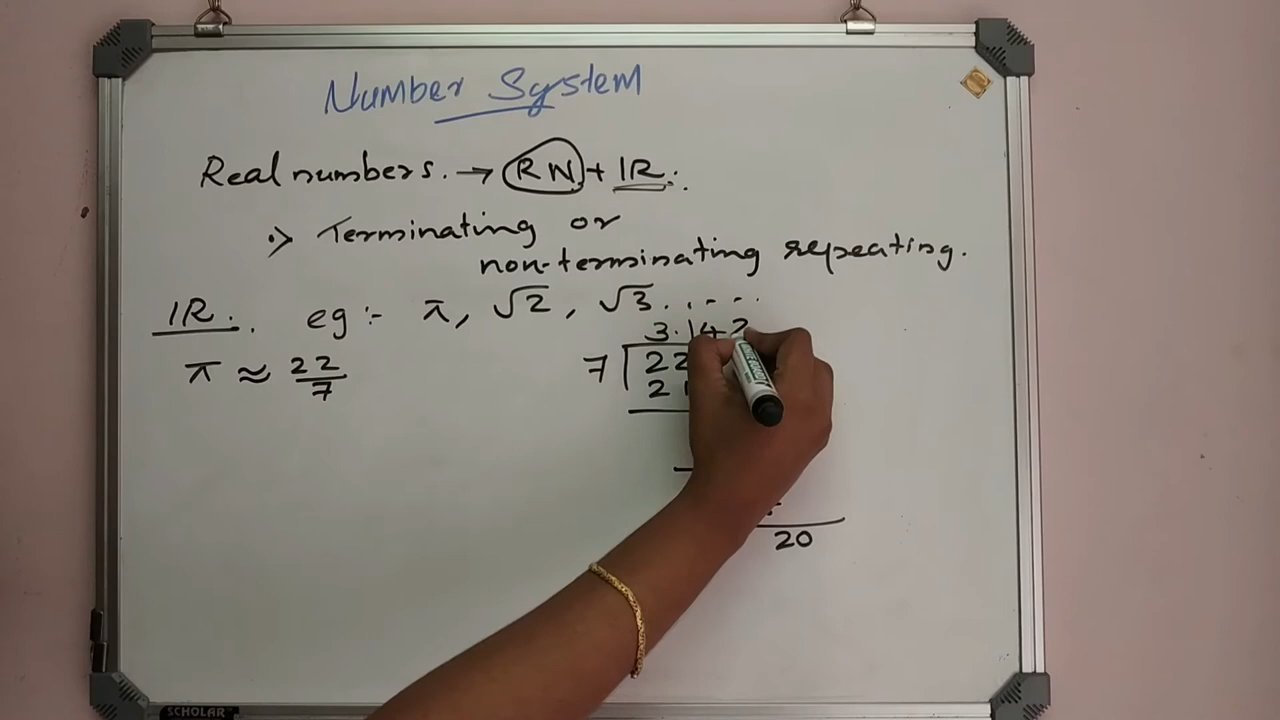 Number System
Real numbers. → RN + IR.
Terminating or
non-terminating repeating.
IR. eg :- π, √2, √3.....
3.142
π ≈ 22/7
7 22
2
20
SCHOLAR